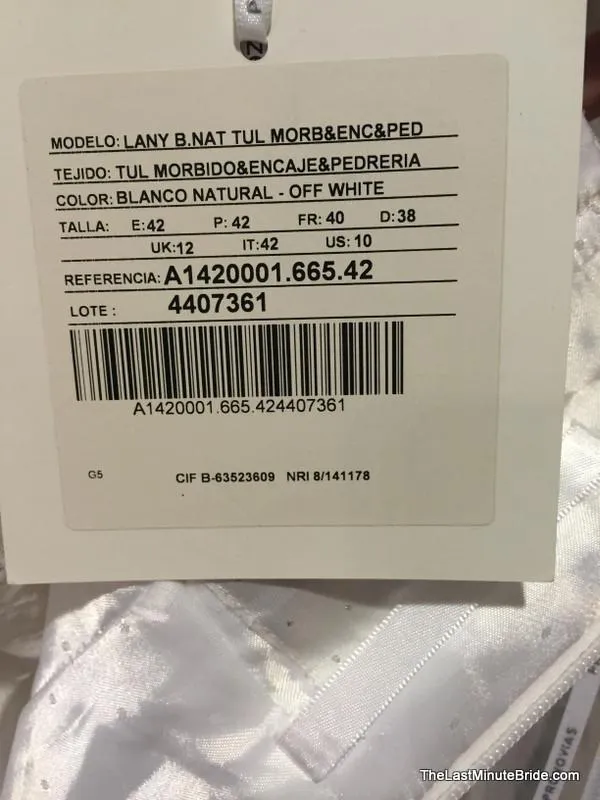 MODELO: LANY B.NAT TUL MORB&ENC&PED
TEJIDO: TUL MORBIDO&ENCAJE&PEDRERIA
COLOR: BLANCO NATURAL - OFF WHITE
TALLA: E:42 P: 42 FR: 40 D:38
UK:12 IT:42 US: 10
REFERENCIA: A1420001.665.42
LOTE : 4407361
A1420001.665.424407361
G5 CIF B-63523609 NRI 8/141178
PRONOVIAS
TheLastMinuteBride.com